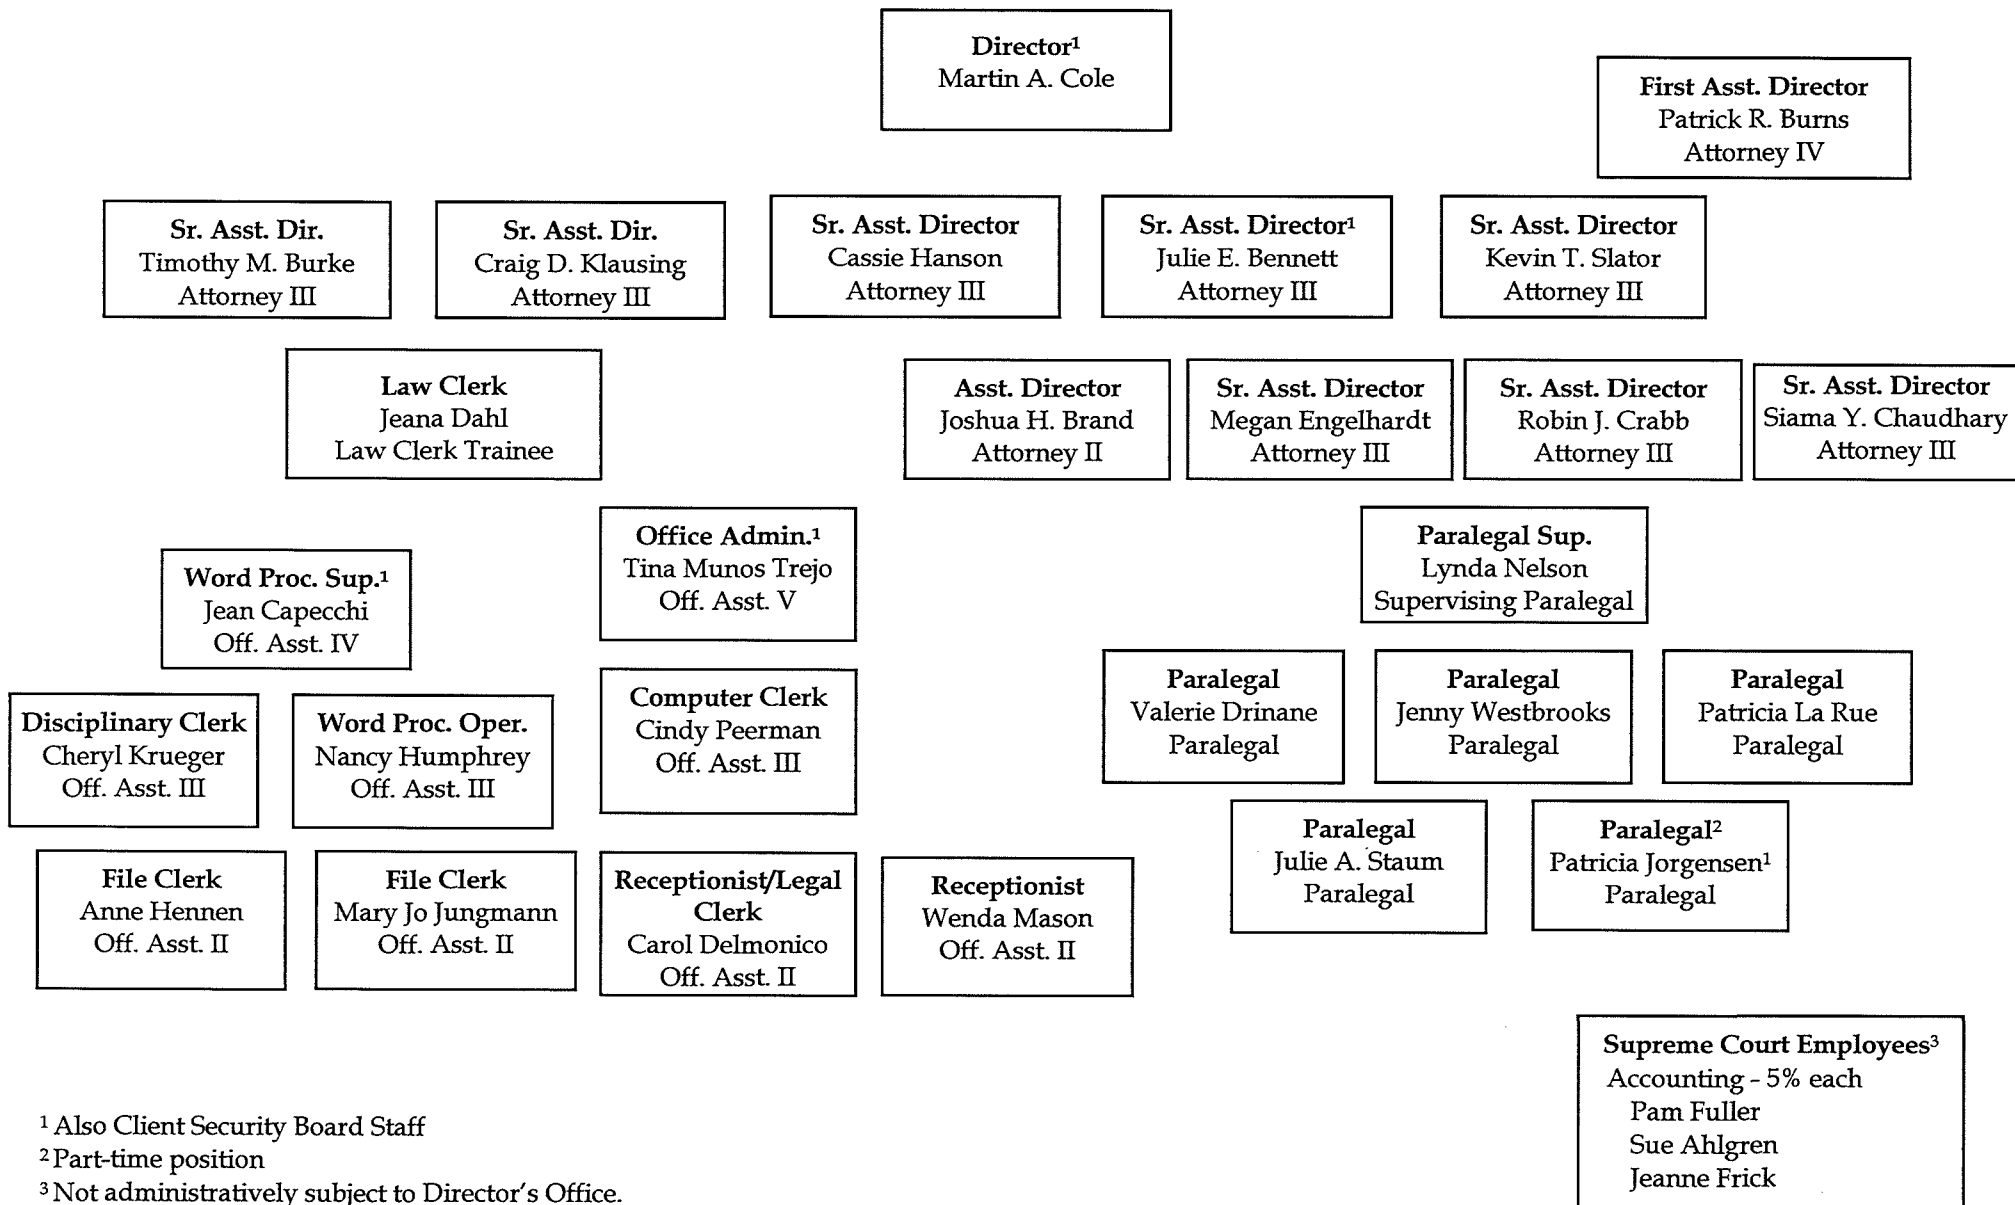 Director¹
Martin A. Cole
First Asst. Director
Patrick R. Burns
Attorney IV
Sr. Asst. Dir.
Timothy M. Burke
Attorney III
Sr. Asst. Dir.
Craig D. Klausing
Attorney III
Sr. Asst. Director
Cassie Hanson
Attorney III
Sr. Asst. Director¹
Julie E. Bennett
Attorney III
Sr. Asst. Director
Kevin T. Slator
Attorney III
Law Clerk
Jeana Dahl
Law Clerk Trainee
Asst. Director
Joshua H. Brand
Attorney II
Sr. Asst. Director
Megan Engelhardt
Attorney III
Sr. Asst. Director
Robin J. Crabb
Attorney III
Sr. Asst. Director
Siama Y. Chaudhary
Attorney III
Word Proc. Sup.¹
Jean Capecchi
Off. Asst. IV
Office Admin.¹
Tina Munos Trejo
Off. Asst. V
Paralegal Sup.
Lynda Nelson
Supervising Paralegal
Disciplinary Clerk
Cheryl Krueger
Off. Asst. III
Word Proc. Oper.
Nancy Humphrey
Off. Asst. III
Computer Clerk
Cindy Peerman
Off. Asst. III
Paralegal
Valerie Drinane
Paralegal
Paralegal
Jenny Westbrooks
Paralegal
Paralegal
Patricia La Rue
Paralegal
Paralegal
Julie A. Staum
Paralegal
Paralegal²
Patricia Jorgensen¹
Paralegal
File Clerk
Anne Hennen
Off. Asst. II
File Clerk
Mary Jo Jungmann
Off. Asst. II
Receptionist/Legal
Clerk
Carol Delmonico
Off. Asst. II
Receptionist
Wenda Mason
Off. Asst. II
Supreme Court Employees³
Accounting - 5% each
Pam Fuller
Sue Ahlgren
Jeanne Frick
¹ Also Client Security Board Staff
² Part-time position
³ Not administratively subject to Director's Office.